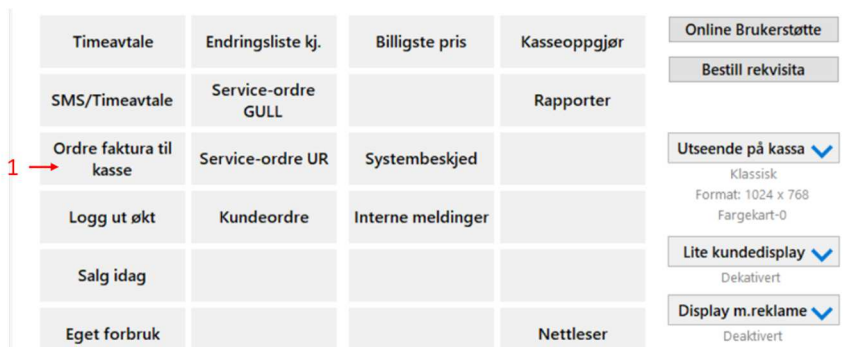 Timeavtale
Endringsliste kj.
Billigste pris
Kasseoppgjør
Online Brukerstøtte
Bestill rekvisita
SMS/Timeavtale
Service-ordre
GULL
Rapporter
1
Ordre faktura til
kasse
Service-ordre UR
Systembeskjed
Utseende på kassa
Klassisk
Format: 1024 x 768
Fargekart-0
Logg ut økt
Kundeordre
Interne meldinger
Lite kundedisplay
Dekativert
Salg idag
Display m.reklame
Deaktivert
Eget forbruk
Nettleser